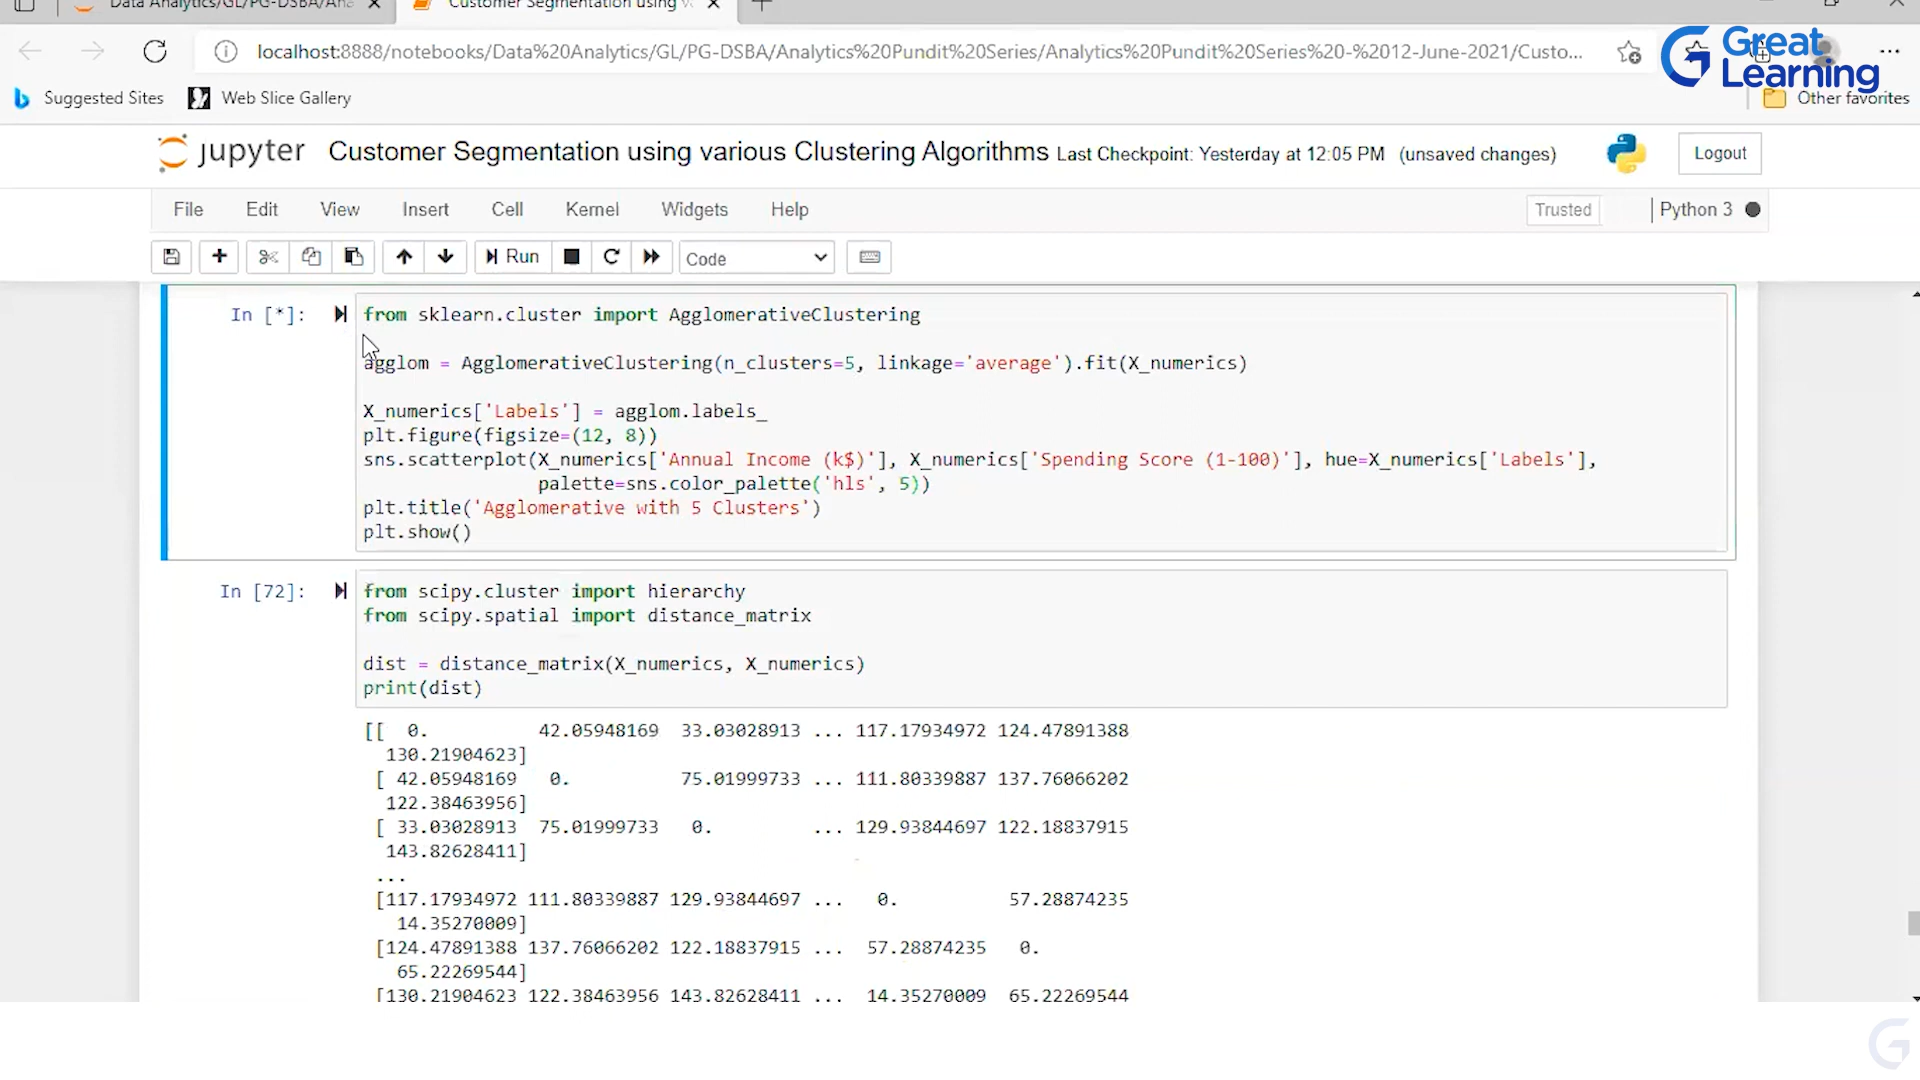 Data Analytics/GL/PG-DSBA/Ana
Customer Segmentation using v
localhost:8888/notebooks/Data%20Analytics/GL/PG-DSBA/Analytics%20Pundit%20Series/Analytics%20Pundit%20Series%20-%2012-June-2021/Custo...
Great
Learning
Suggested Sites
Web Slice Gallery
Other favorites
jupyter
Customer Segmentation using various Clustering Algorithms
Last Checkpoint: Yesterday at 12:05 PM (unsaved changes)
Logout
File Edit View Insert Cell Kernel Widgets Help
Trusted
Python 3
Run
Code
In [*]:
from sklearn.cluster import AgglomerativeClustering
agglom = AgglomerativeClustering(n_clusters=5, linkage='average').fit(X_numerics)
X_numerics['Labels'] = agglom.labels_
plt.figure(figsize=(12, 8))
sns.scatterplot(X_numerics['Annual Income (k$)'], X_numerics['Spending Score (1-100)'], hue=X_numerics['Labels'],
palette=sns.color_palette('hls', 5))
plt.title('Agglomerative with 5 Clusters')
plt.show()
In [72]:
from scipy.cluster import hierarchy
from scipy.spatial import distance_matrix
dist = distance_matrix(X_numerics, X_numerics)
print(dist)
[[ 0. 42.05948169 33.03028913 ... 117.17934972 124.47891388
130.21904623]
[ 42.05948169 0. 75.01999733 ... 111.80339887 137.76066202
122.38463956]
[ 33.03028913 75.01999733 0. ... 129.93844697 122.18837915
143.82628411]
...
[117.17934972 111.80339887 129.93844697 ... 0. 57.28874235
14.35270009]
[124.47891388 137.76066202 122.18837915 ... 57.28874235 0.
65.22269544]
[130.21904623 122.38463956 143.82628411 ... 14.35270009 65.22269544